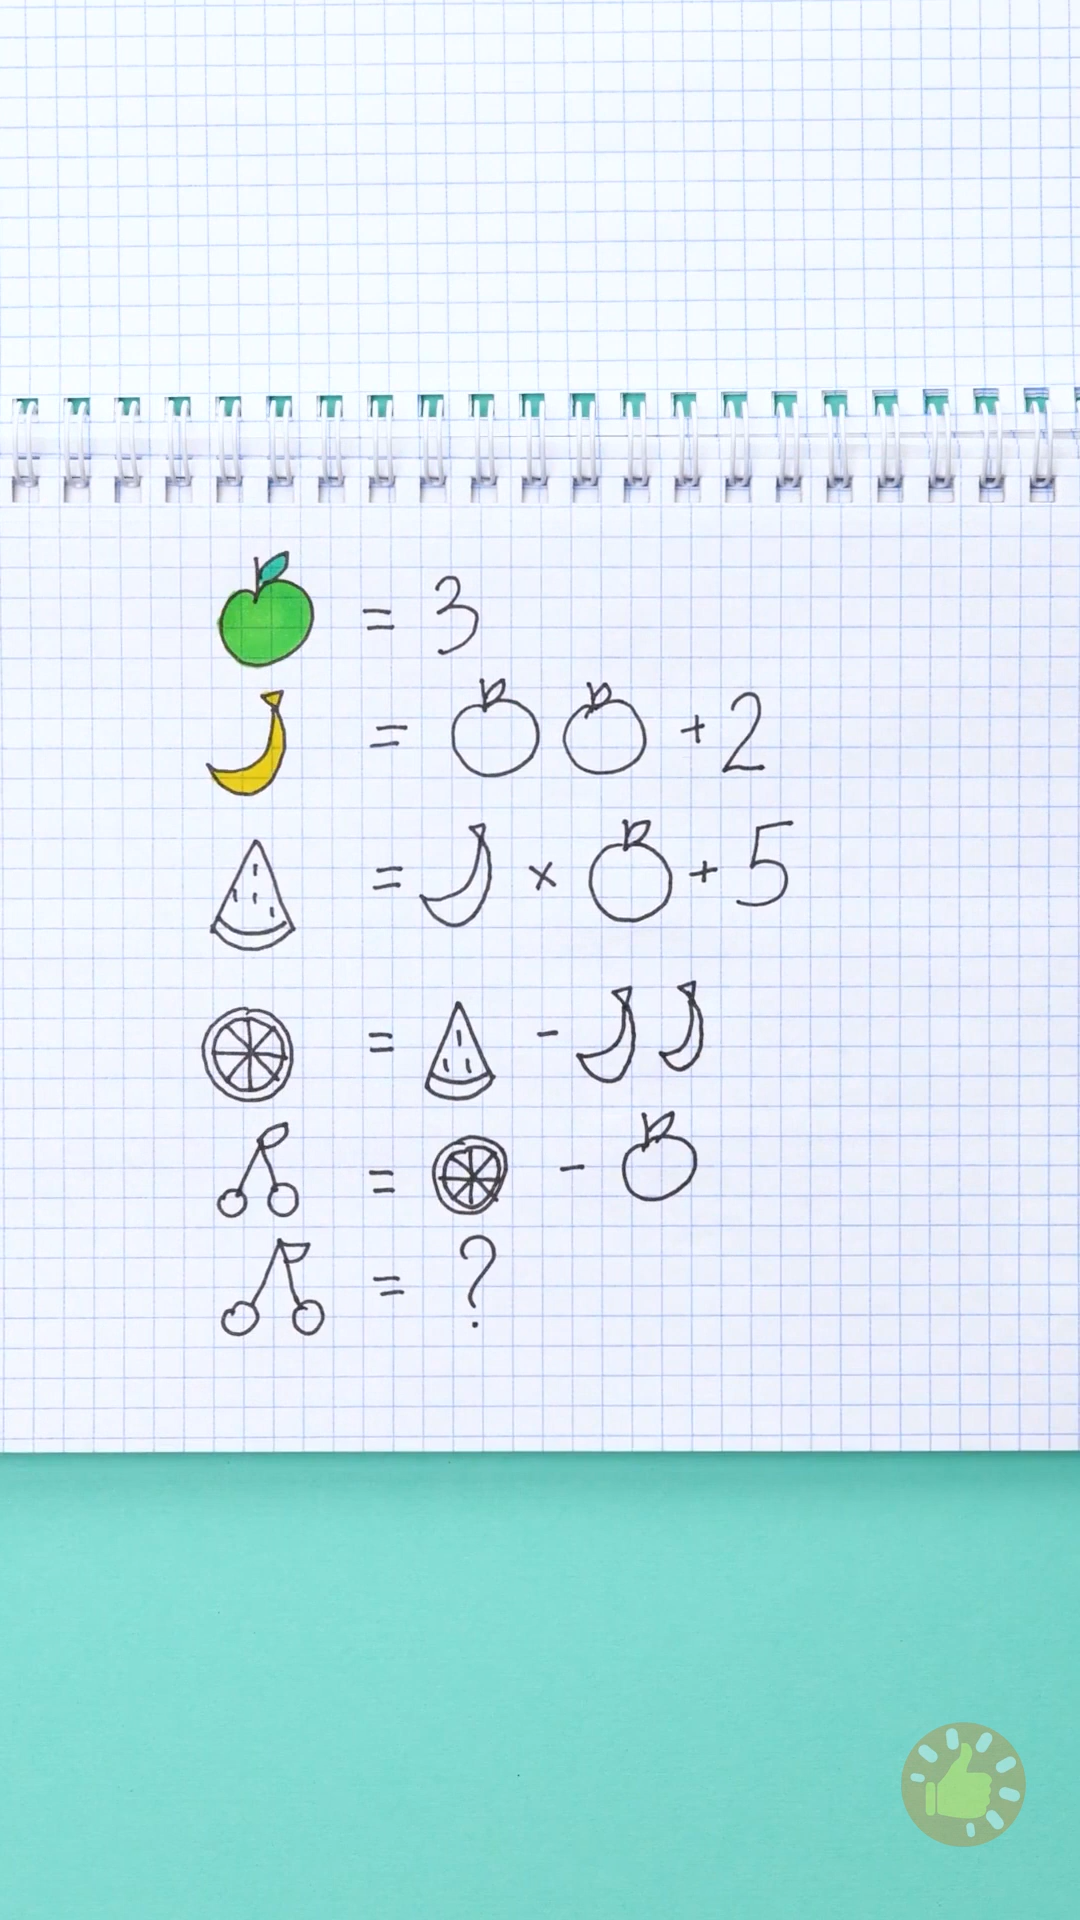 = 3
= + 2
= × + 5
= -
= -
= ?